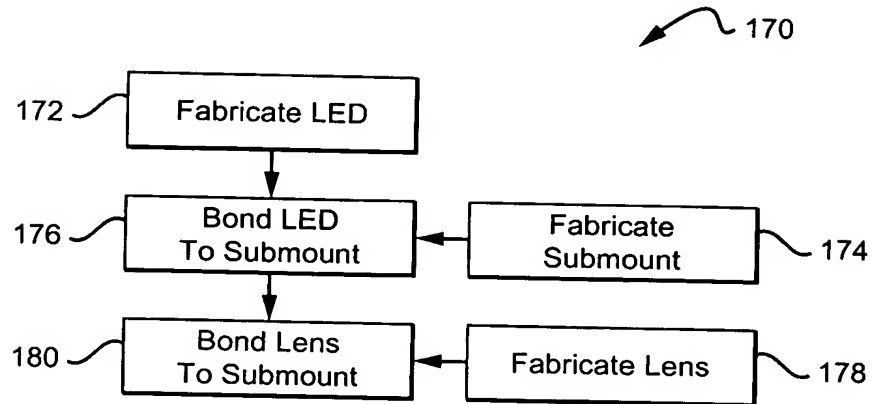 170
172
Fabricate LED
176
Bond LED
To Submount
Fabricate
Submount
174
180
Bond Lens
To Submount
Fabricate Lens
178